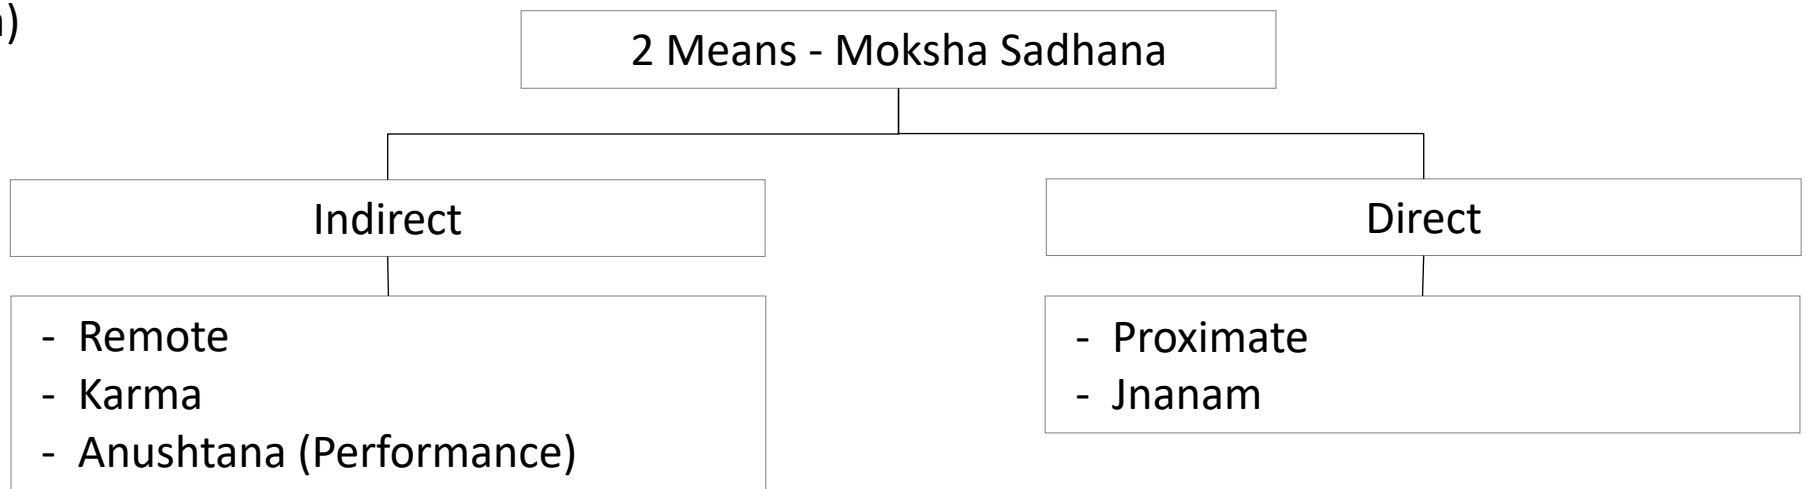 2 Means - Moksha Sadhana
Indirect
Direct
- Remote
- Karma
- Anushtana (Performance)
- Proximate
- Jnanam